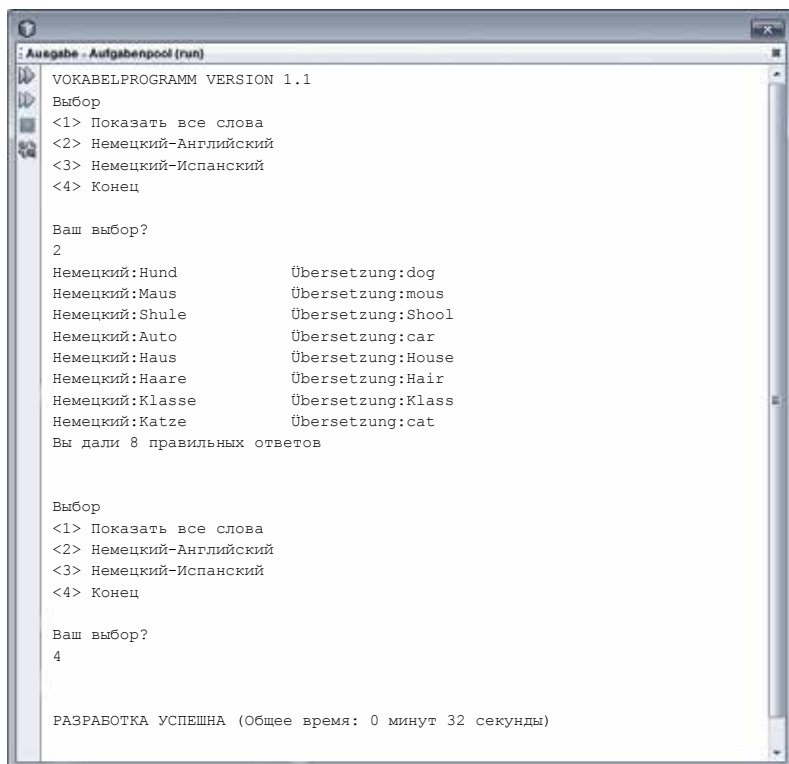 Ausgabe - Aufgabenpool (run)
VOKABELPROGRAMM VERSION 1.1
Выбор
<1> Показать все слова
<2> Немецкий-Английский
<3> Немецкий-Испанский
<4> Конец
Ваш выбор?
2
Немецкий:Hund Übersetzung:dog
Немецкий:Maus Übersetzung:mous
Немецкий:Shule Übersetzung:Shool
Немецкий:Auto Übersetzung:car
Немецкий:Haus Übersetzung:House
Немецкий:Haare Übersetzung:Hair
Немецкий:Klasse Übersetzung:Klass
Немецкий:Katze Übersetzung:cat
Вы дали 8 правильных ответов
Выбор
<1> Показать все слова
<2> Немецкий-Английский
<3> Немецкий-Испанский
<4> Конец
Ваш выбор?
4
РАЗРАБОТКА УСПЕШНА (Общее время: 0 минут 32 секунды)